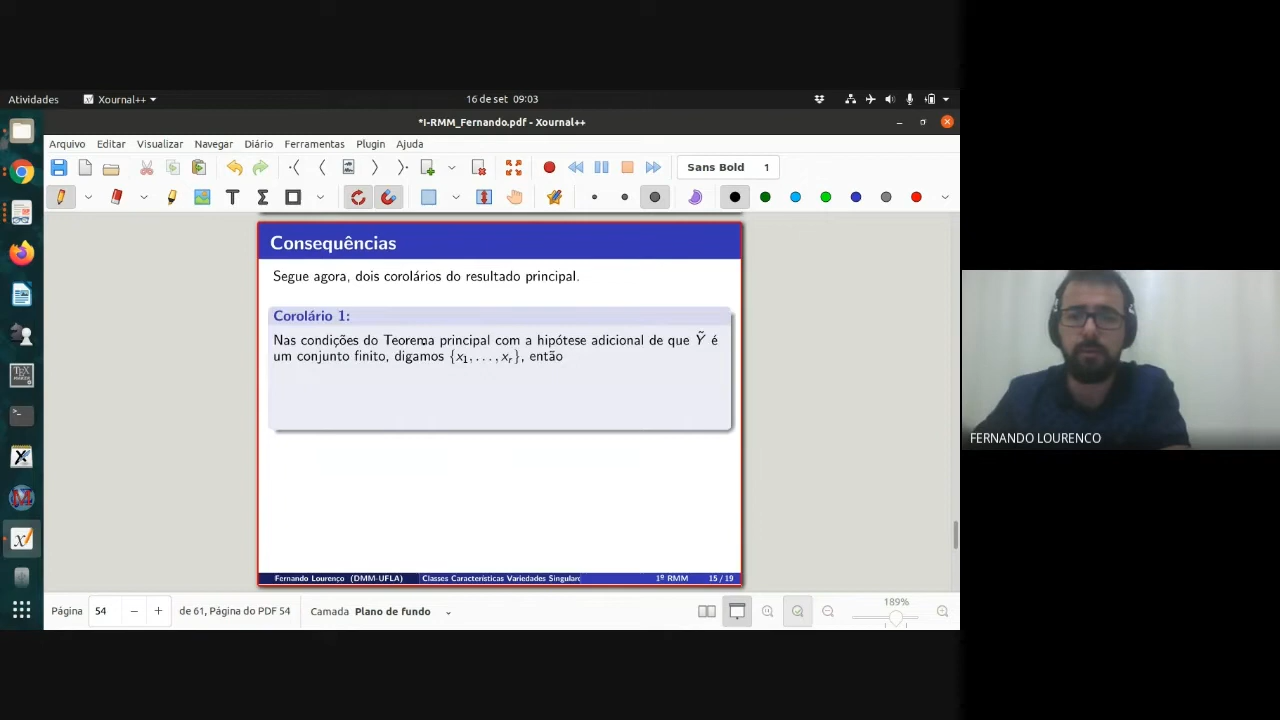 Atividades
Xournal++
16 de set 09:03
*I-RMM_Fernando.pdf - Xournal++
Arquivo Editar Visualizar Navegar Diário Ferramentas Plugin Ajuda
Sans Bold 1
Consequências
Segue agora, dois corolários do resultado principal.
Corolário 1:
Nas condições do Teorema principal com a hipótese adicional de que Ỹ é
um conjunto finito, digamos {x₁, . . . , xᵣ}, então
FERNANDO LOURENCO
Fernando Lourenço (DMM-UFLA) Classes Características Variedades Singulare 1º RMM 15 / 19
Página 54 − + de 61, Página do PDF 54 Camada Plano de fundo 189%